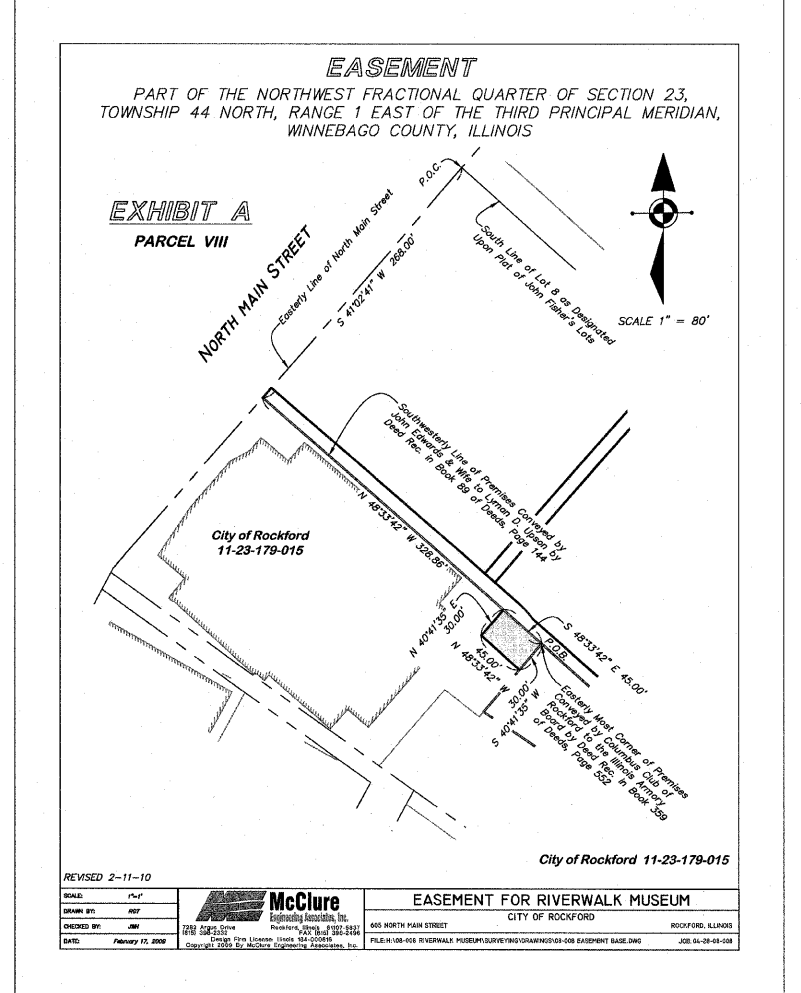 EASEMENT
PART OF THE NORTHWEST FRACTIONAL QUARTER OF SECTION 23,
TOWNSHIP 44 NORTH, RANGE 1 EAST OF THE THIRD PRINCIPAL MERIDIAN,
WINNEBAGO COUNTY, ILLINOIS
EXHIBIT A
PARCEL VIII
P.O.C.
NORTH MAIN STREET
Easterly Line of North Main Street
S 41°02'41" W 268.00'
South Line of Lot 8 as Designated
Upon Plat of John
Fisher's Lots
SCALE 1" = 80'
Southwesterly Line of Premises Conveyed by
John Edwards & Wife to Lyman D. Upson by
Deed Rec. in Book 89 of Deeds, Page 144
N 48°33'42" W 328.86'
City of Rockford
11-23-179-015
N 40°41'35" E
30.00'
S 48°33'42" E 45.00'
P.O.B.
45.00'
N 48°33'42" W
30.00'
S 40°41'35" W
Easterly Most Corner of Premises
Conveyed by Columbus Club of
Rockford to the Illinois Armory
Board by Deed Rec. in Book 359
of Deeds, Page 552
City of Rockford 11-23-179-015
REVISED 2-11-10
SCALE: 1"=1'
DRAWN BY: RST
CHECKED BY: JMH
DATE: February 17, 2009
McClure
Engineering Associates, Inc.
7282 Argus Drive Rockford, Illinois 61107-5837
(815) 398-2332 FAX (815) 398-2496
Design Firm License: Illinois 184-000816
Copyright 2009 By McClure Engineering Associates, Inc.
EASEMENT FOR RIVERWALK MUSEUM
CITY OF ROCKFORD
605 NORTH MAIN STREET ROCKFORD, ILLINOIS
FILE:H:\08-008 RIVERWALK MUSEUM\SURVEYING\DRAWINGS\08-008 EASEMENT BASE.DWG JOB: 04-28-08-008